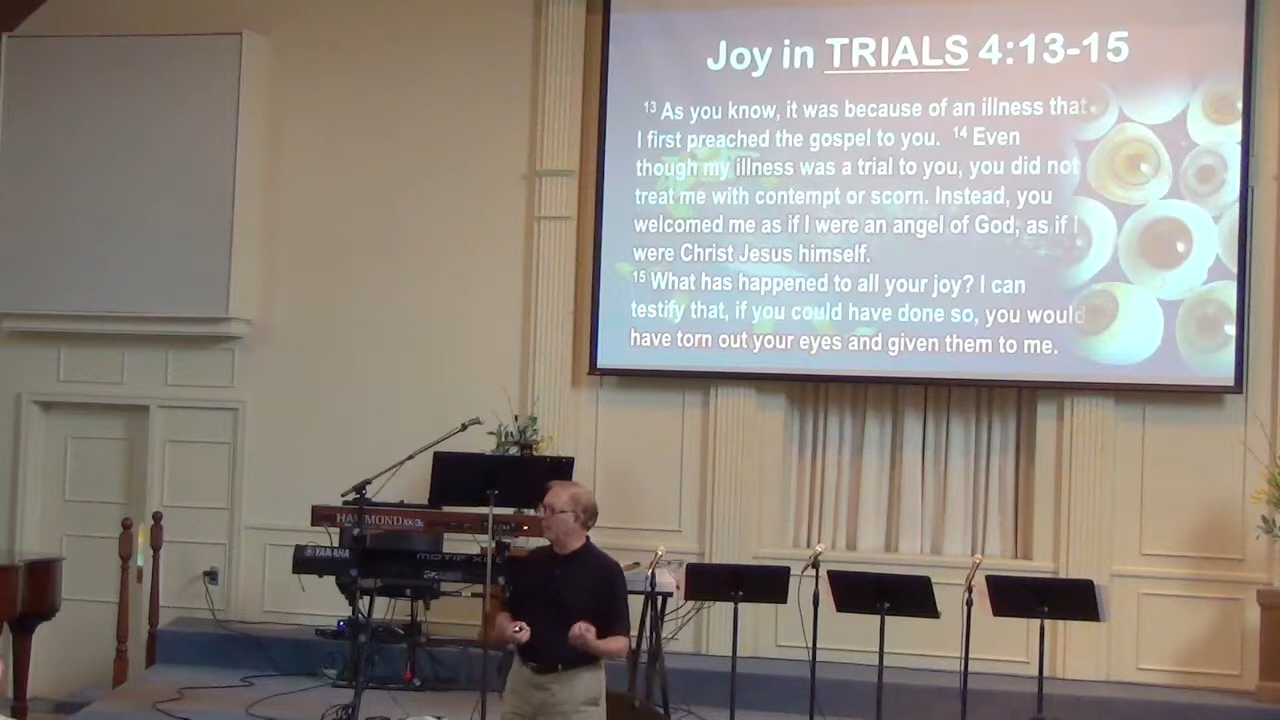 Joy in TRIALS 4:13-15
13 As you know, it was because of an illness that
I first preached the gospel to you. 14 Even
though my illness was a trial to you, you did not
treat me with contempt or scorn. Instead, you
welcomed me as if I were an angel of God, as if I
were Christ Jesus himself.
15 What has happened to all your joy? I can
testify that, if you could have done so, you would
have torn out your eyes and given them to me.
HAMMOND XK-3c
YAMAHA
MOTIF